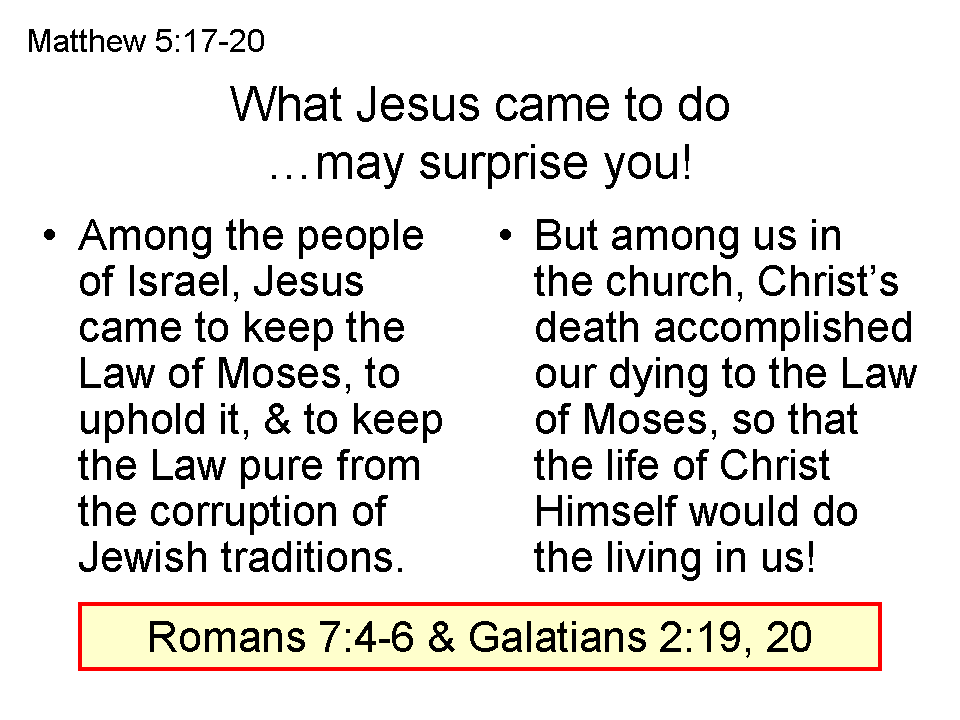 Matthew 5:17-20
What Jesus came to do
…may surprise you!
• Among the people
of Israel, Jesus
came to keep the
Law of Moses, to
uphold it, & to keep
the Law pure from
the corruption of
Jewish traditions.
• But among us in
the church, Christ’s
death accomplished
our dying to the Law
of Moses, so that
the life of Christ
Himself would do
the living in us!
Romans 7:4-6 & Galatians 2:19, 20